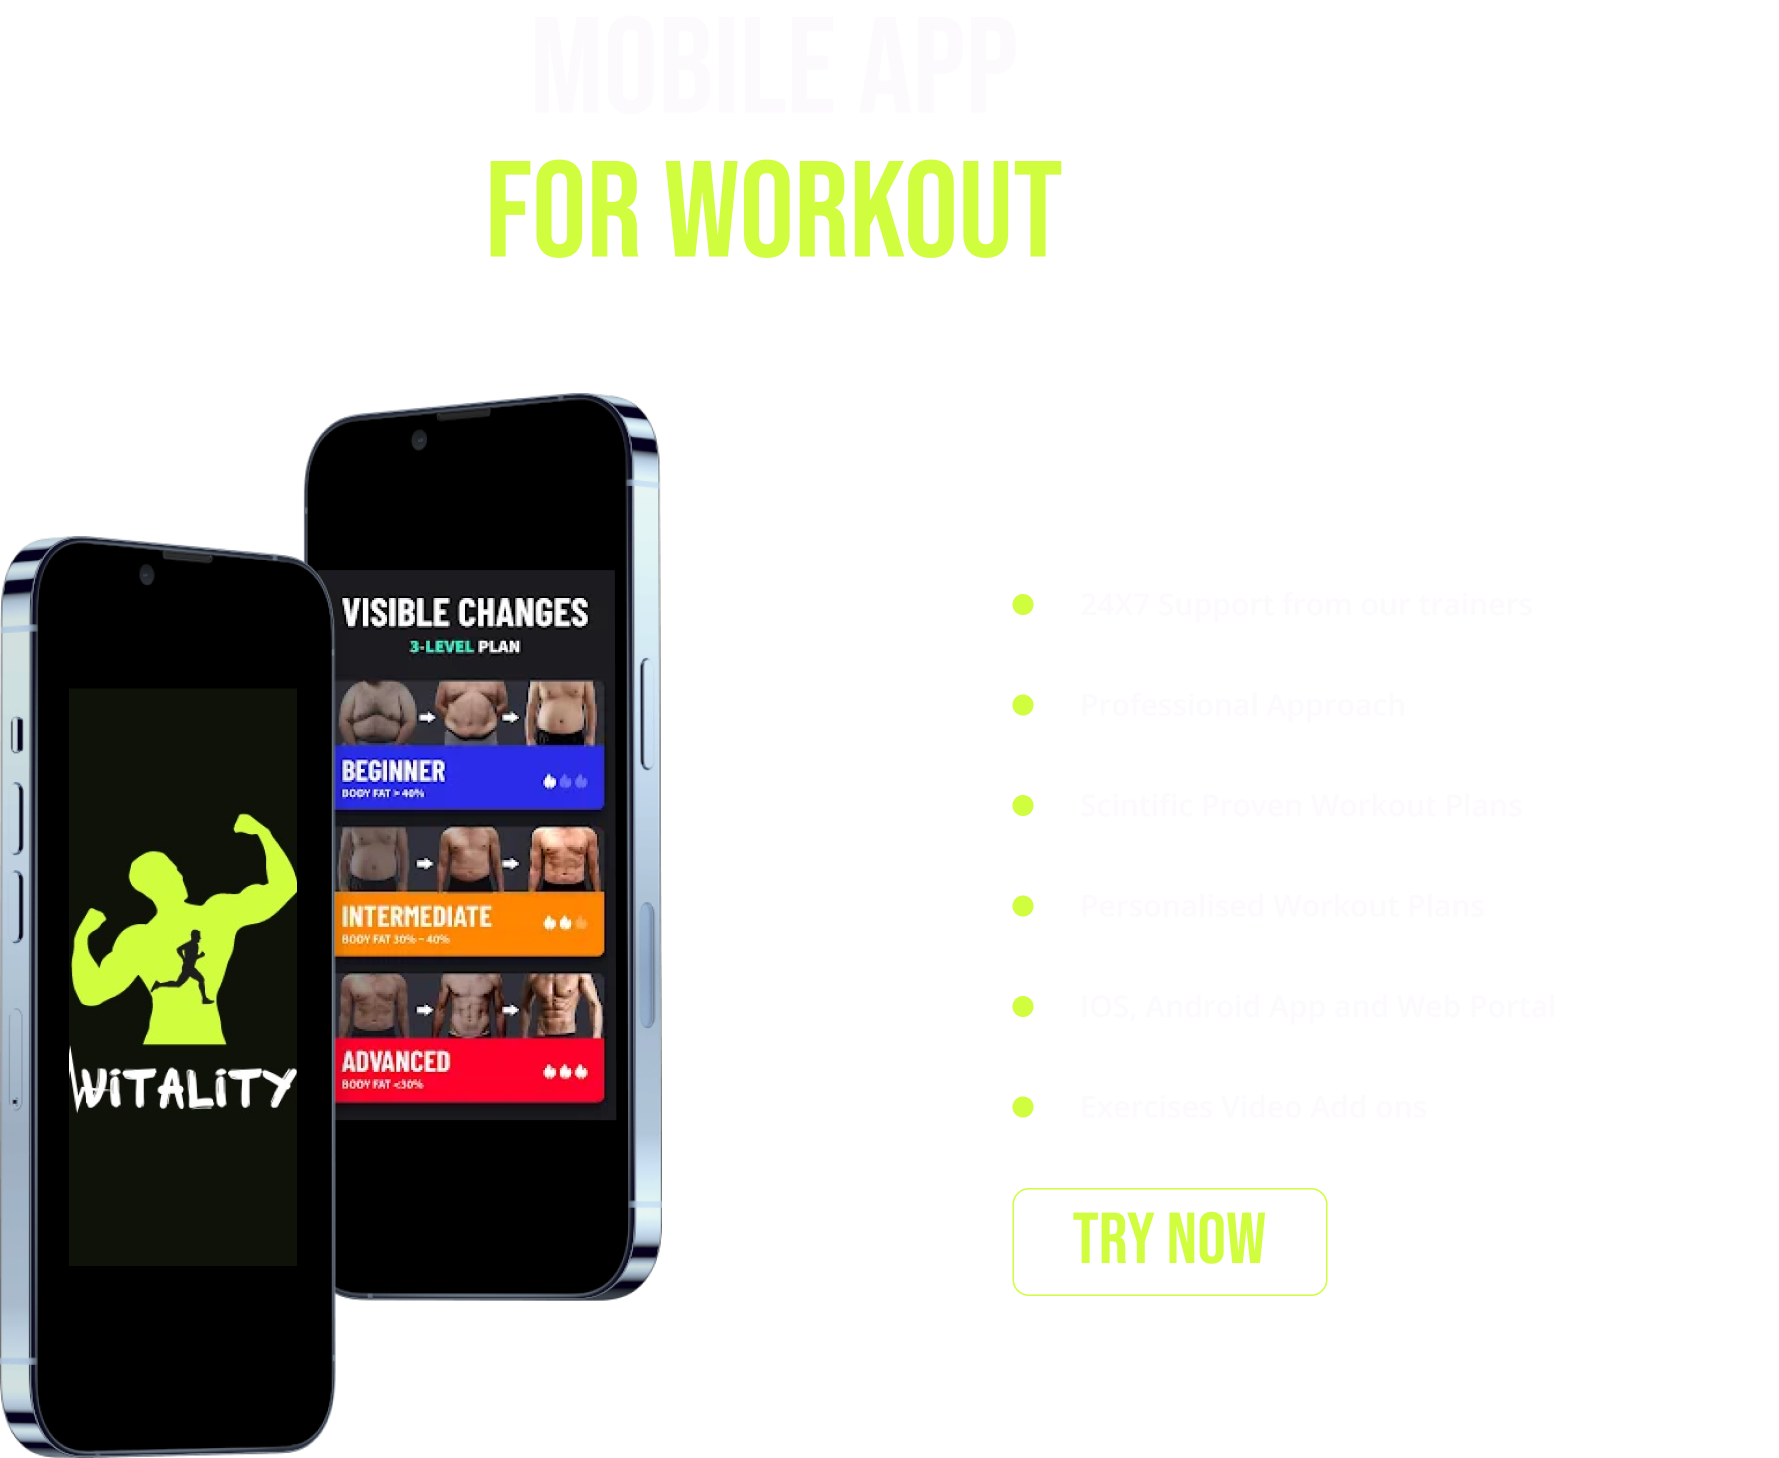 MOBILE APP
FOR WORKOUT
VISIBLE CHANGES
3-LEVEL PLAN
BEGINNER
BODY FAT > 40%
INTERMEDIATE
BODY FAT 30% - 40%
ADVANCED
BODY FAT <30%
VITALITY
24X7 Support from our trainers
Professional Approach
Scintific Proven Workout Plans
Personalised Workout Plans
IOS, Android App and Web Portal
Exercises Video Add ons
TRY NOW